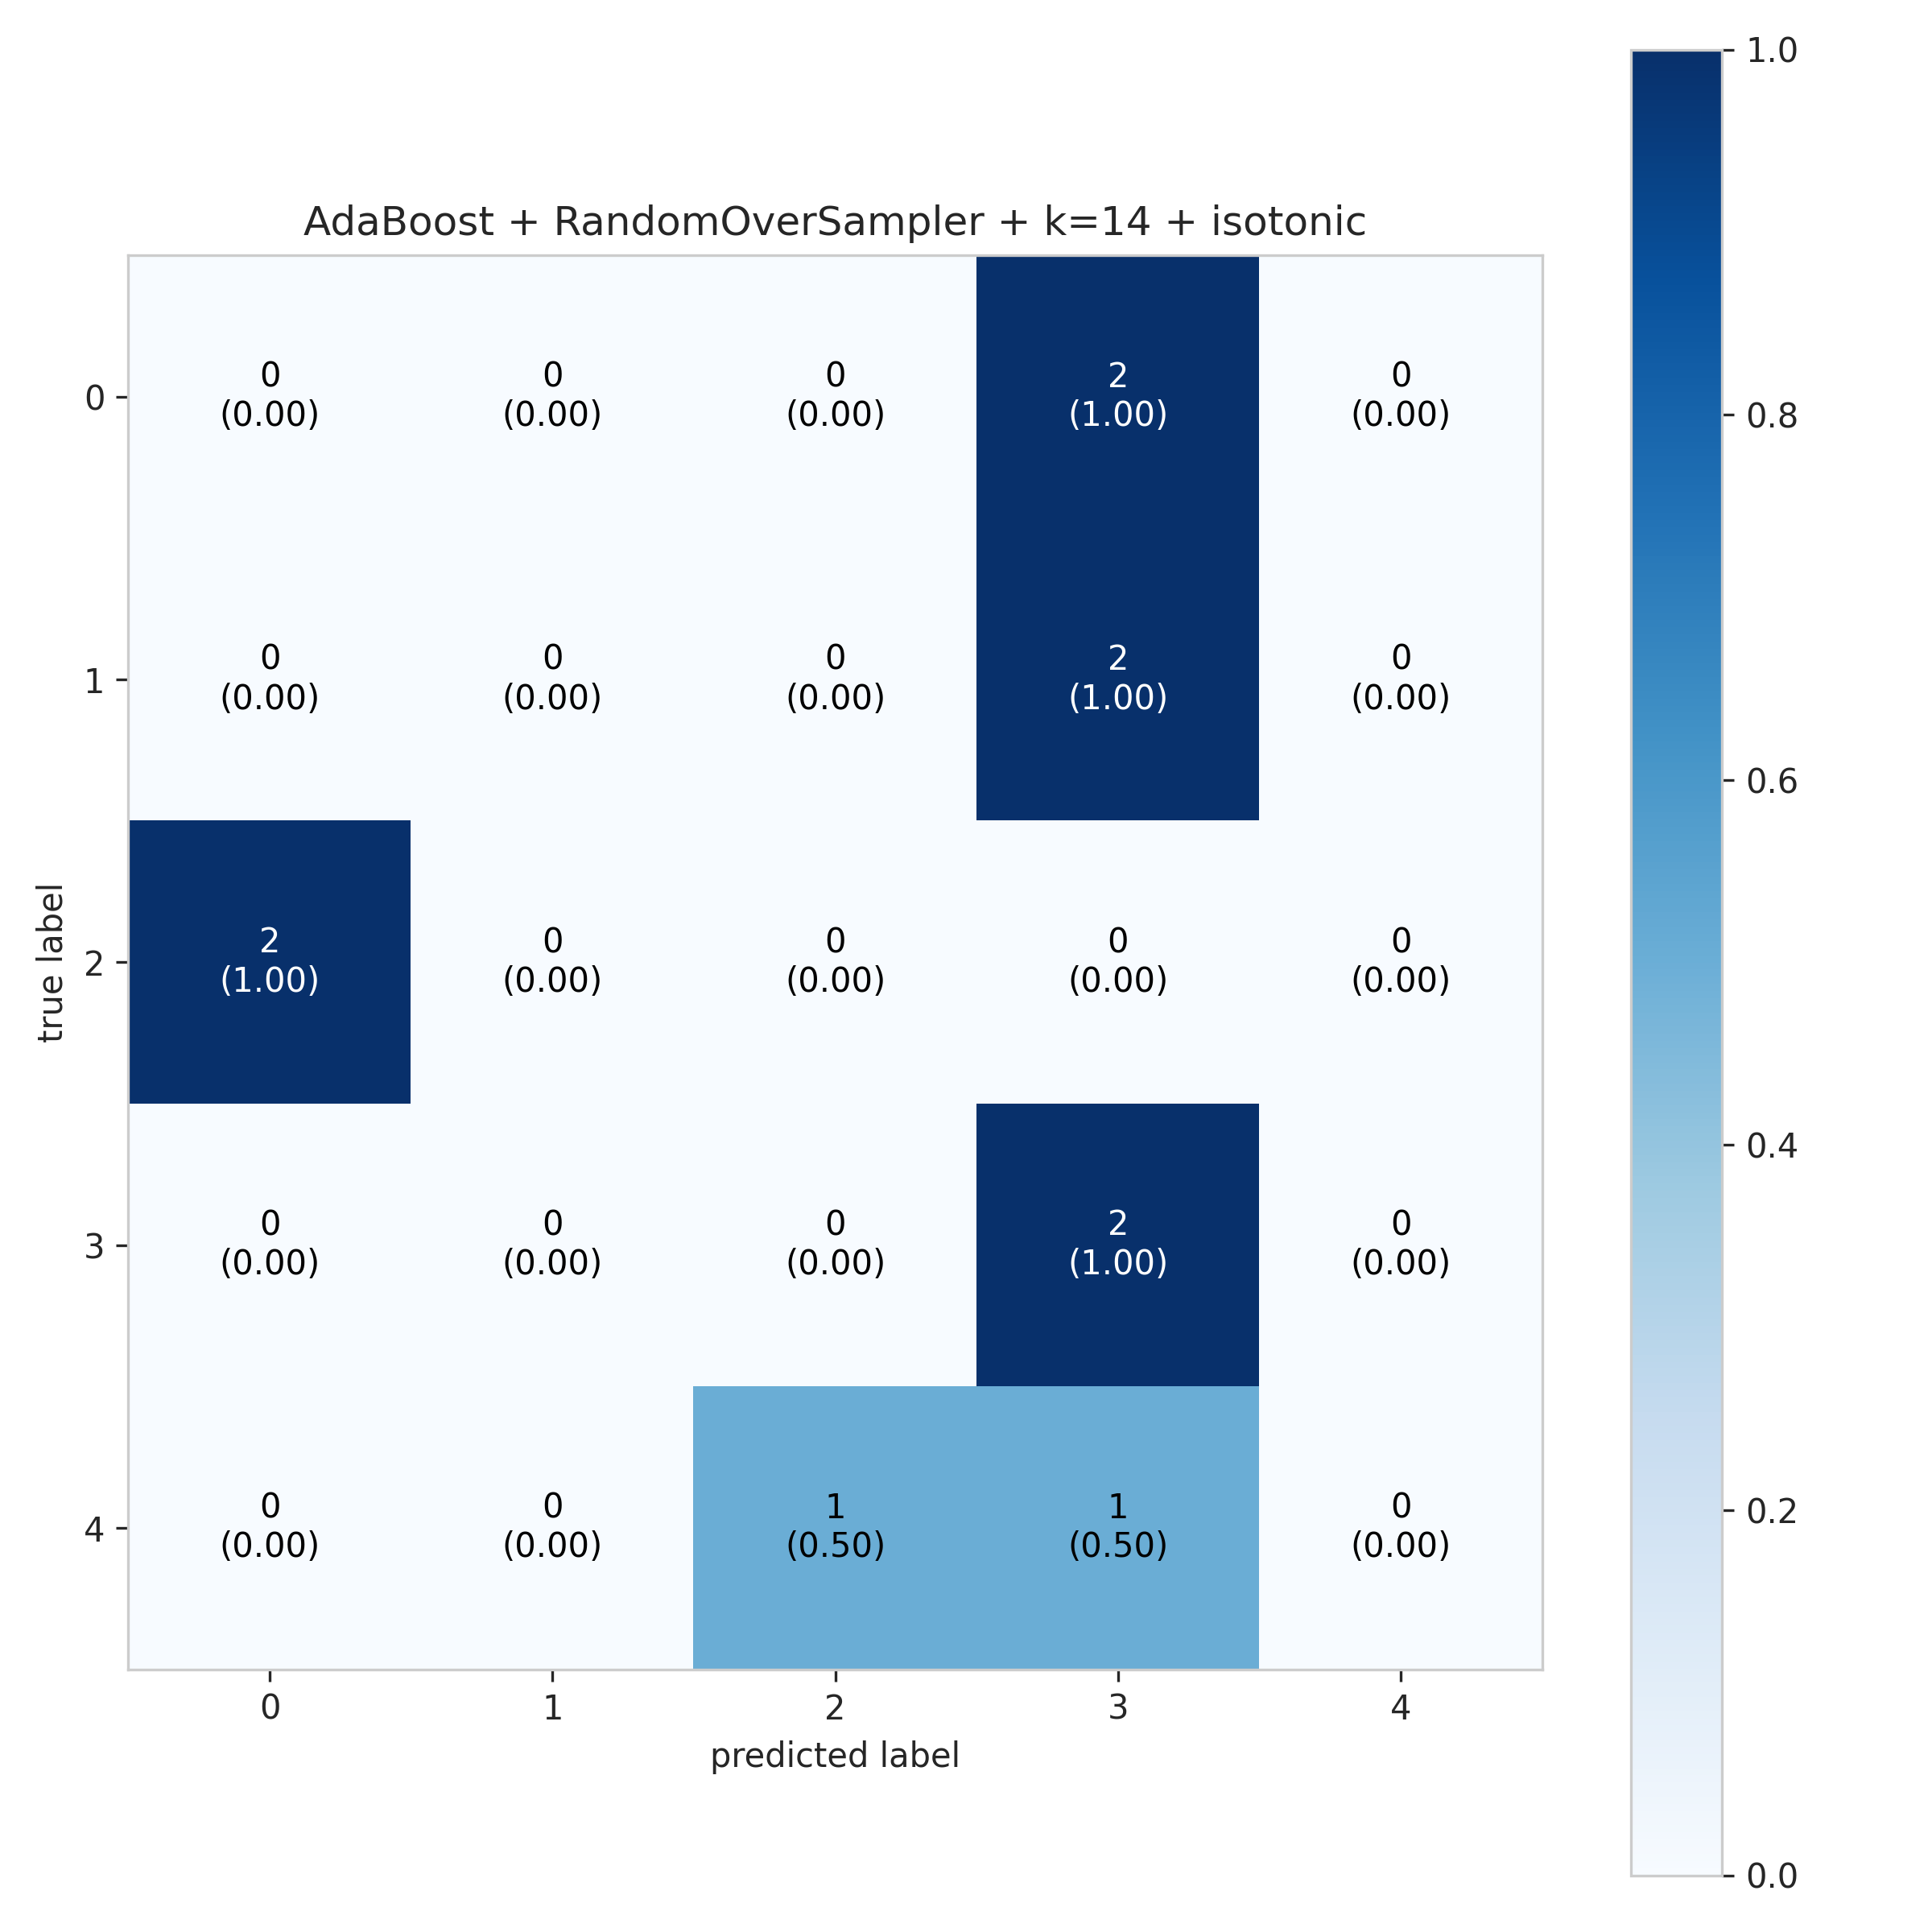 AdaBoost + RandomOverSampler + k=14 + isotonic
1.0
0.8
0.6
0.4
0.2
0.0
true label
0
0 0 0 2 0
(0.00) (0.00) (0.00) (1.00) (0.00)
1
0 0 0 2 0
(0.00) (0.00) (0.00) (1.00) (0.00)
2
2 0 0 0 0
(1.00) (0.00) (0.00) (0.00) (0.00)
3
0 0 0 2 0
(0.00) (0.00) (0.00) (1.00) (0.00)
4
0 0 1 1 0
(0.00) (0.00) (0.50) (0.50) (0.00)
0 1 2 3 4
predicted label